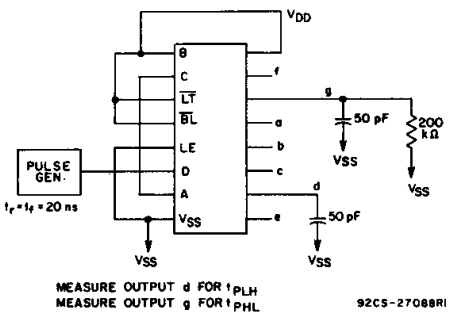 VDD
B
C
f
LT
g
BL
a
50 pF
200
kΩ
LE
b
VSS
PULSE
GEN.
D
c
VSS
A
d
tr = tf = 20 ns
VSS
e
50 pF
VSS
VSS
MEASURE OUTPUT d FOR tPLH
MEASURE OUTPUT g FOR tPHL
92CS-27088RI